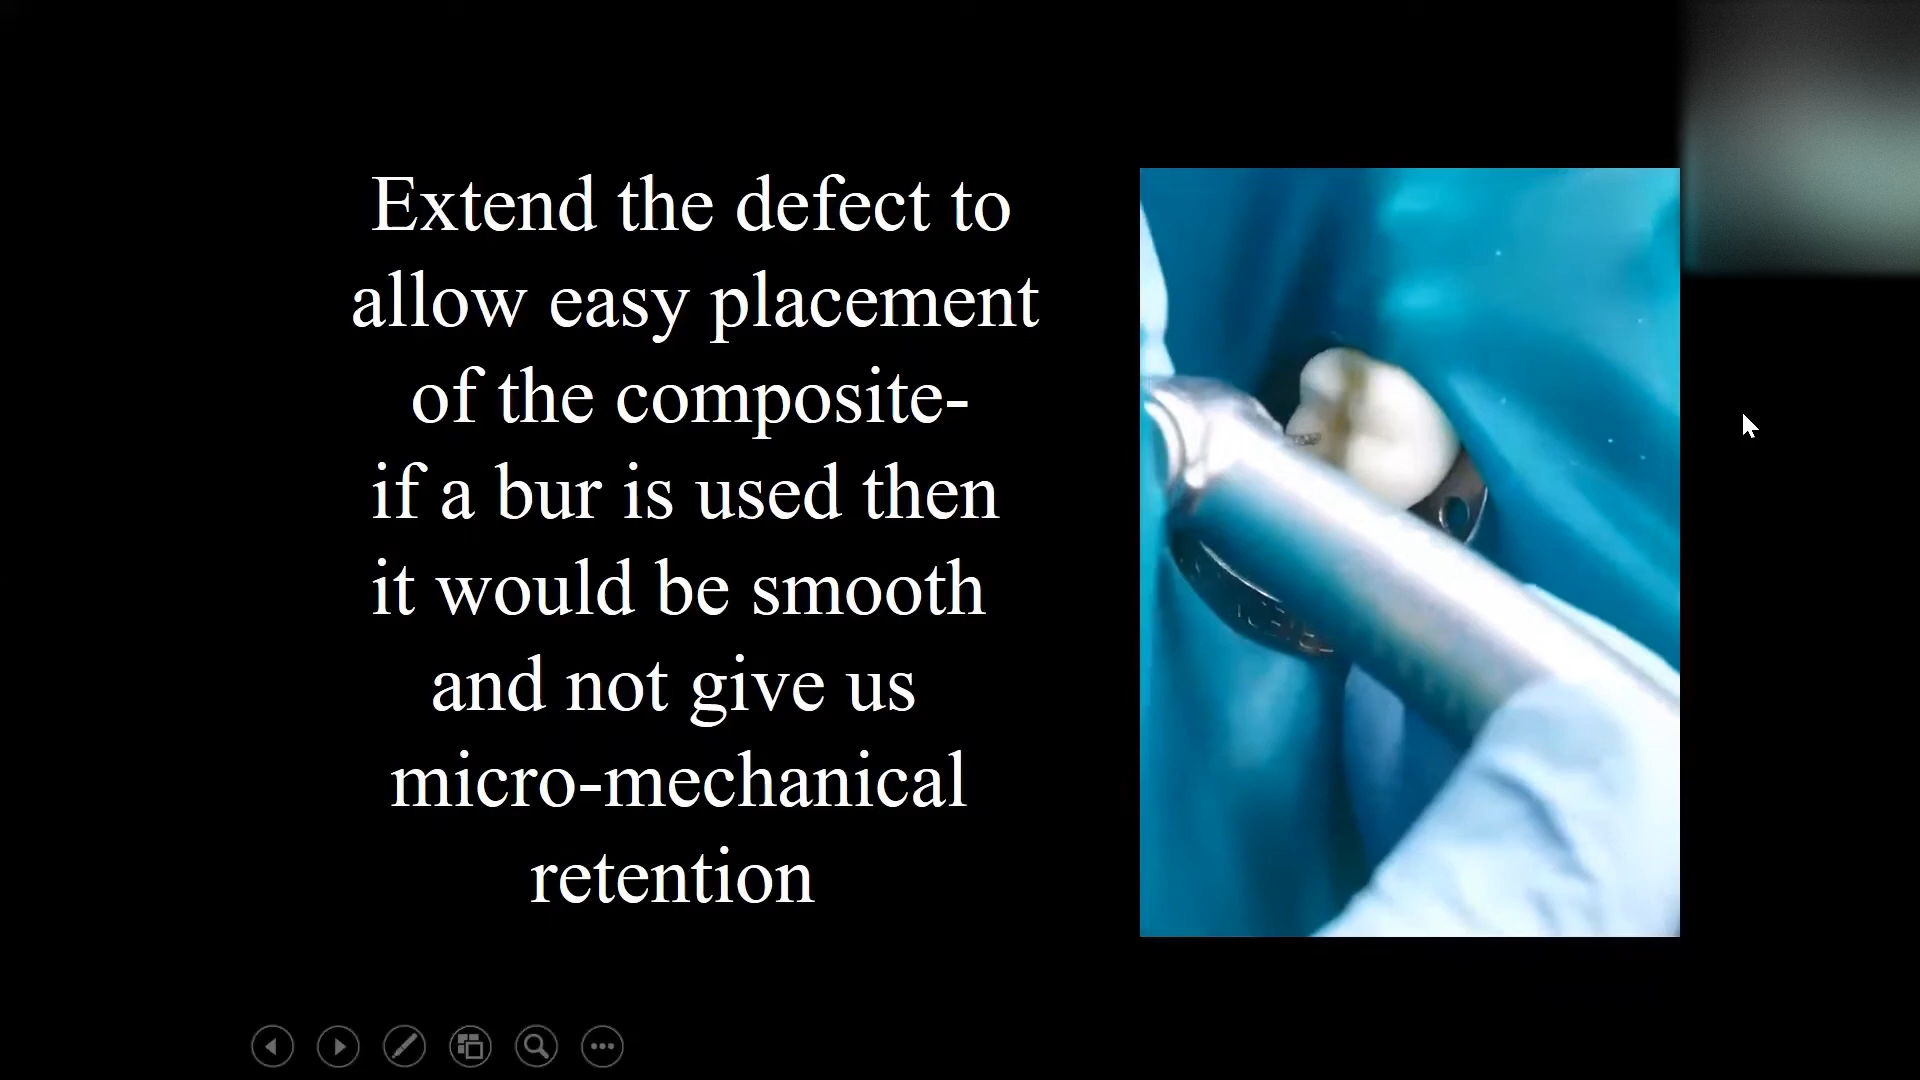 Extend the defect to
allow easy placement
of the composite-
if a bur is used then
it would be smooth
and not give us
micro-mechanical
retention